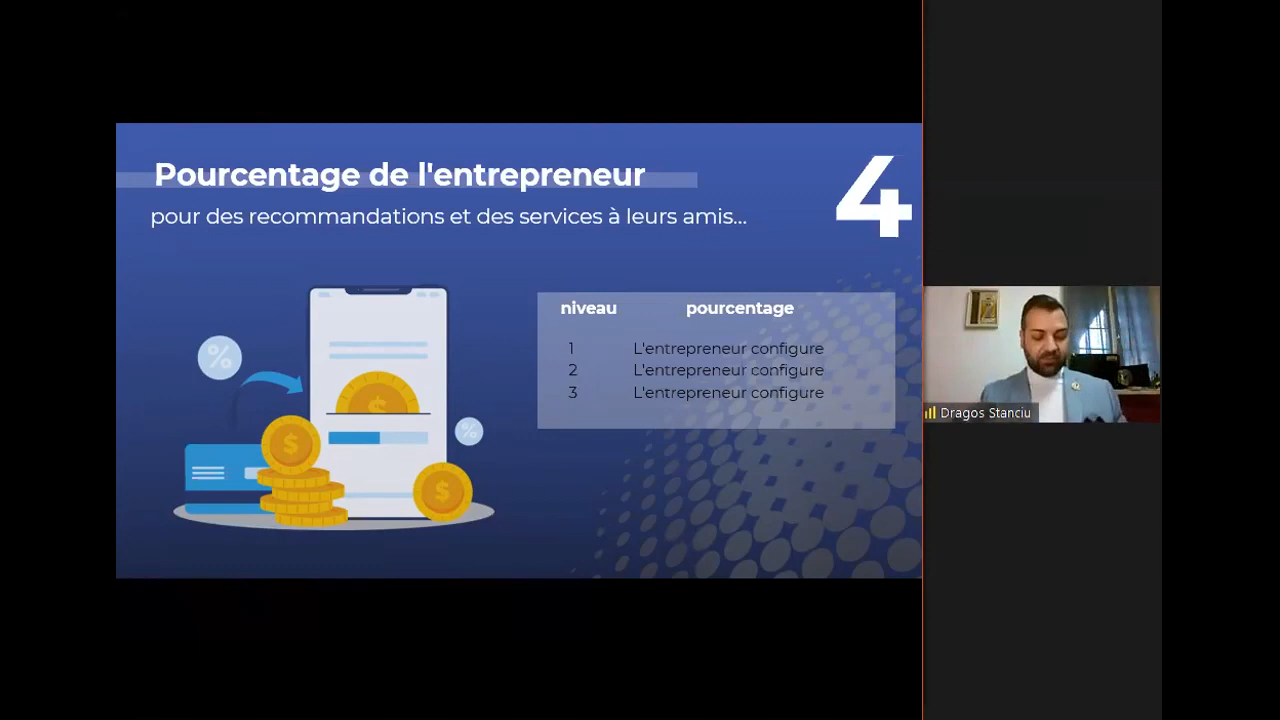 Pourcentage de l'entrepreneur
pour des recommandations et des services à leurs amis...
4
niveau pourcentage
1 L'entrepreneur configure
2 L'entrepreneur configure
3 L'entrepreneur configure
%
%
$
$
$
$
Dragos Stanciu